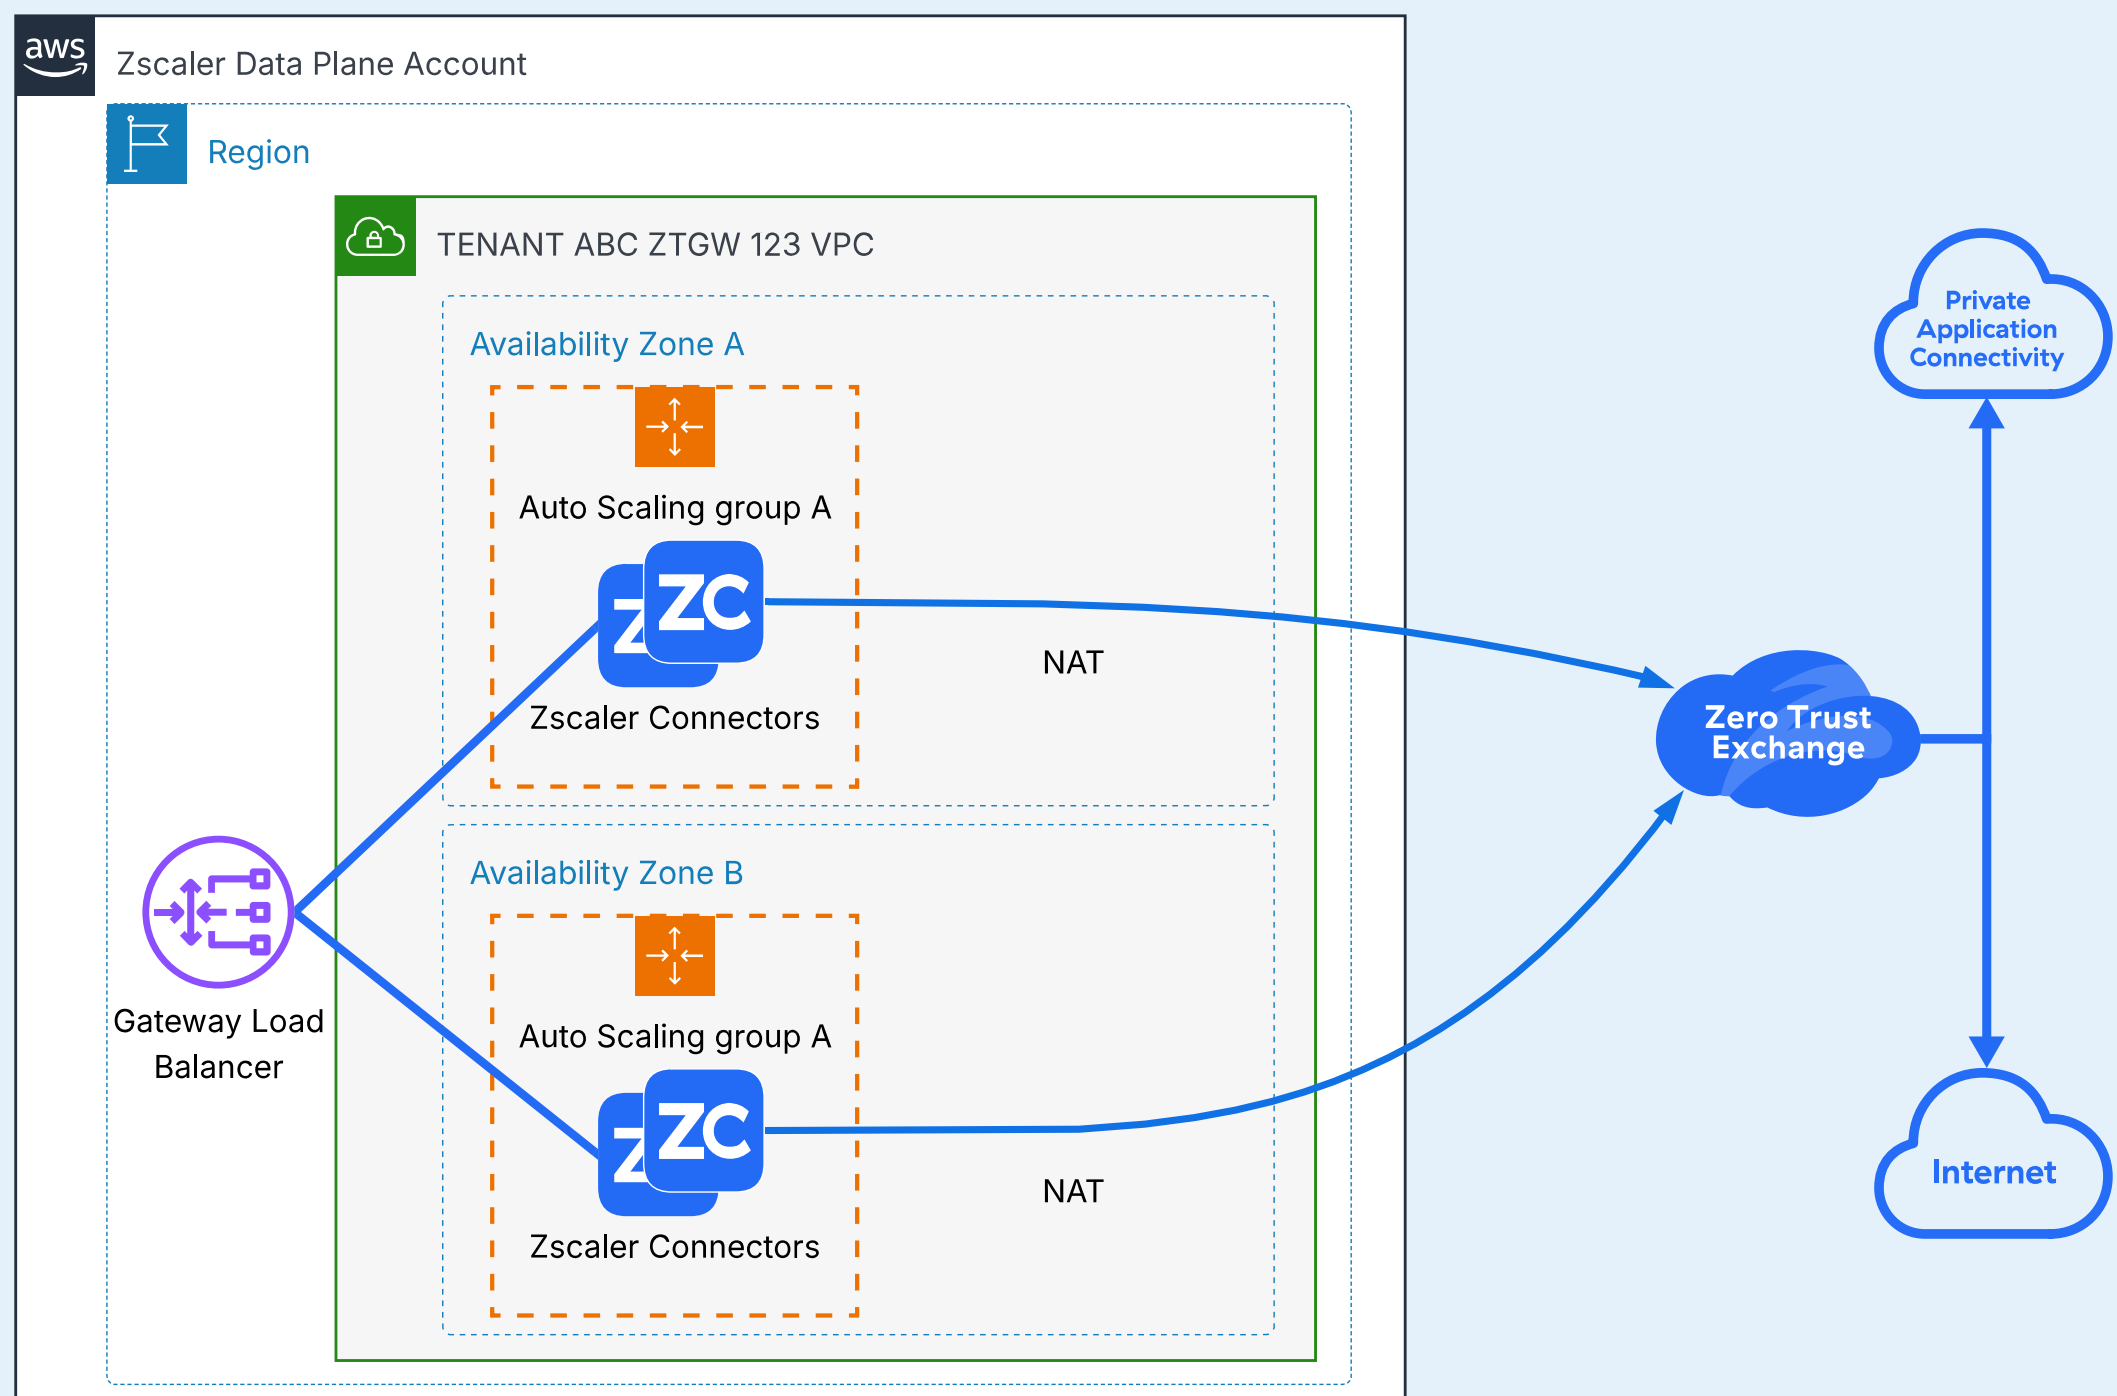 aws
Zscaler Data Plane Account
Region
TENANT ABC ZTGW 123 VPC
Availability Zone A
Auto Scaling group A
Z
ZC
Zscaler Connectors
NAT
Availability Zone B
Auto Scaling group A
Z
ZC
Zscaler Connectors
NAT
Gateway Load
Balancer
Zero Trust
Exchange
Private
Application
Connectivity
Internet